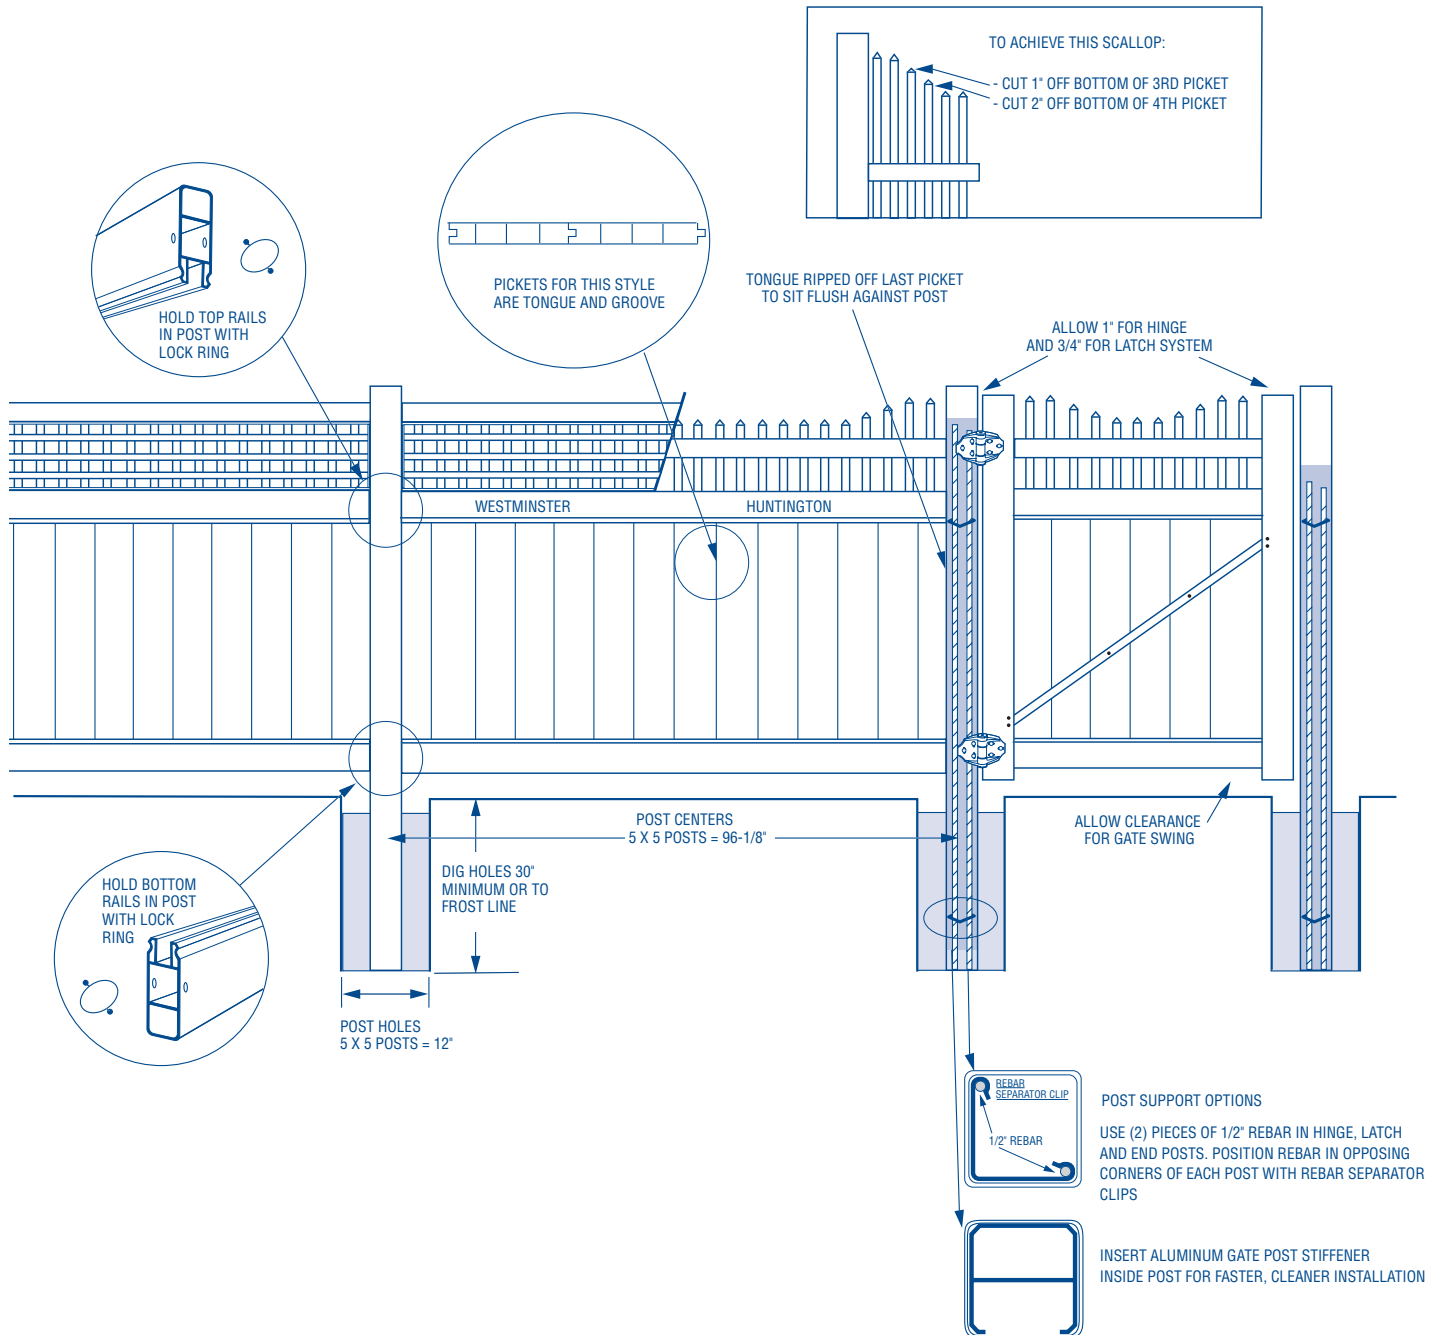 TO ACHIEVE THIS SCALLOP:
- CUT 1" OFF BOTTOM OF 3RD PICKET
- CUT 2" OFF BOTTOM OF 4TH PICKET
HOLD TOP RAILS
IN POST WITH
LOCK RING
PICKETS FOR THIS STYLE
ARE TONGUE AND GROOVE
TONGUE RIPPED OFF LAST PICKET
TO SIT FLUSH AGAINST POST
ALLOW 1" FOR HINGE
AND 3/4" FOR LATCH SYSTEM
WESTMINSTER
HUNTINGTON
POST CENTERS
5 X 5 POSTS = 96-1/8"
ALLOW CLEARANCE
FOR GATE SWING
DIG HOLES 30"
MINIMUM OR TO
FROST LINE
HOLD BOTTOM
RAILS IN POST
WITH LOCK
RING
POST HOLES
5 X 5 POSTS = 12"
REBAR
SEPARATOR CLIP
1/2" REBAR
POST SUPPORT OPTIONS
USE (2) PIECES OF 1/2" REBAR IN HINGE, LATCH
AND END POSTS. POSITION REBAR IN OPPOSING
CORNERS OF EACH POST WITH REBAR SEPARATOR
CLIPS
INSERT ALUMINUM GATE POST STIFFENER
INSIDE POST FOR FASTER, CLEANER INSTALLATION